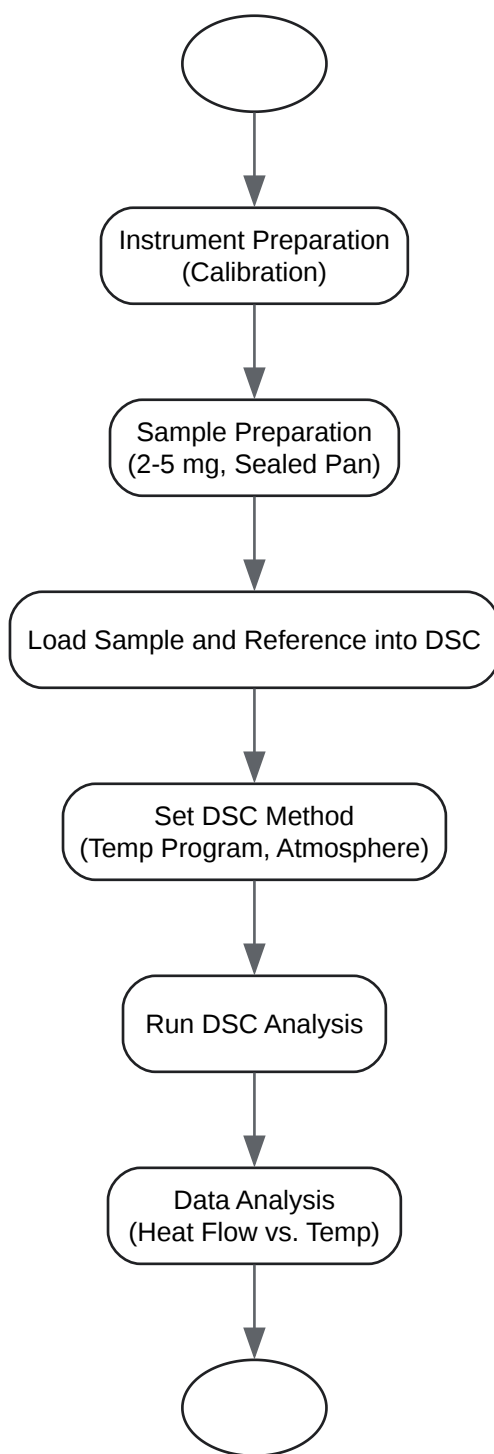 Instrument Preparation
(Calibration)
Sample Preparation
(2-5 mg, Sealed Pan)
Load Sample and Reference into DSC
Set DSC Method
(Temp Program, Atmosphere)
Run DSC Analysis
Data Analysis
(Heat Flow vs. Temp)